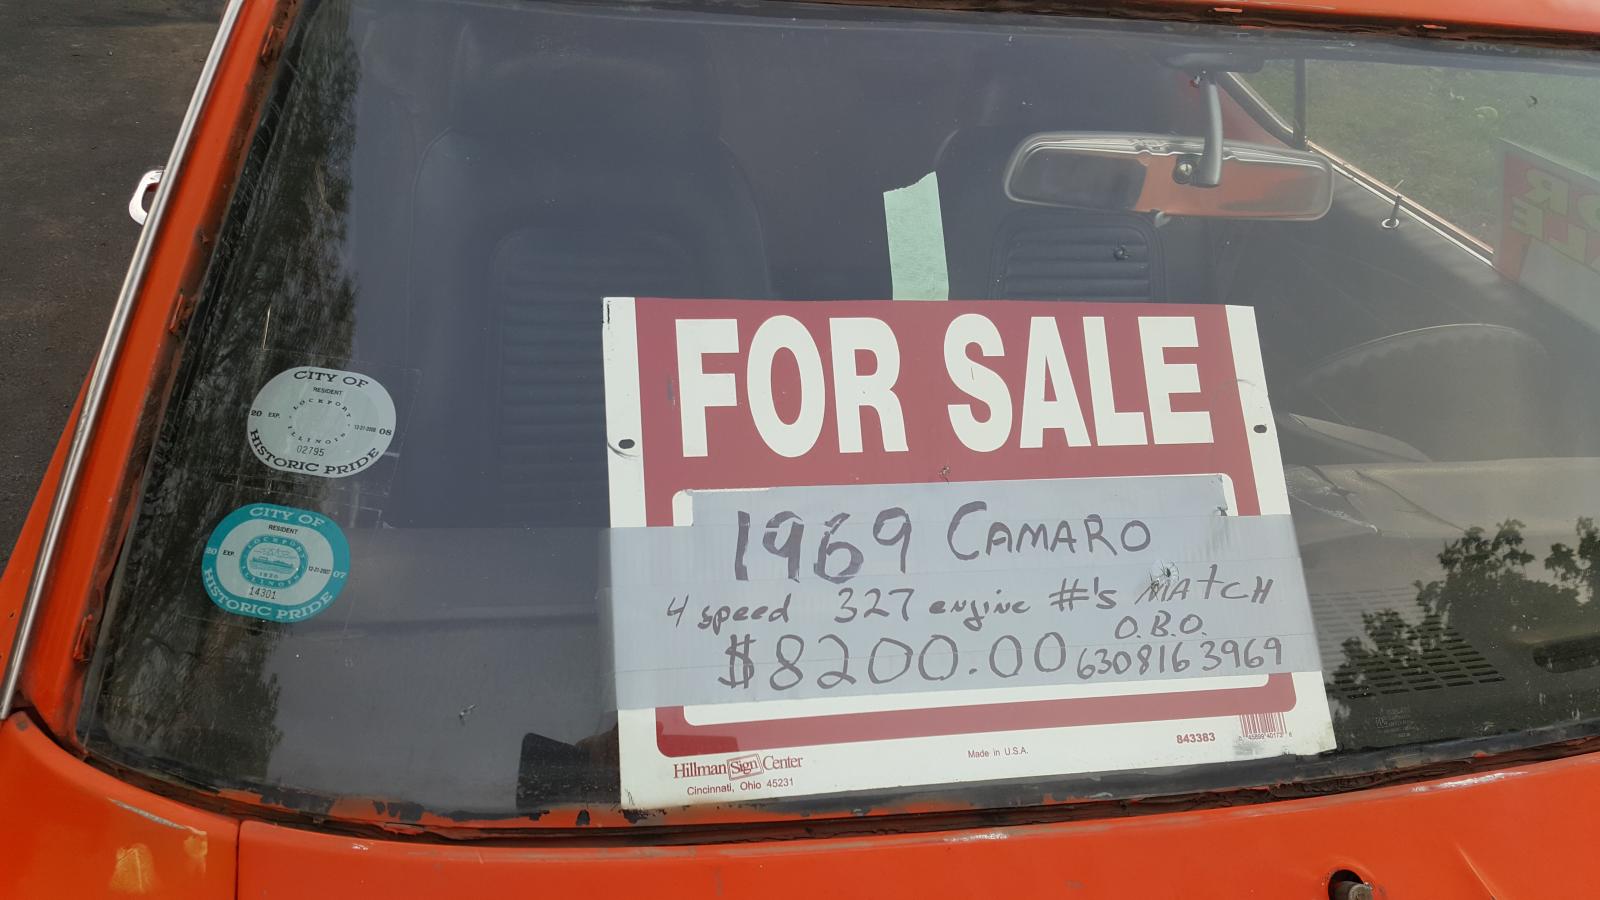 FOR SALE
1969 CAMARO
4 speed 327 engine #'s MATCH
$8200.00 O.B.O.
6308163969
Hillman Sign Center
Cincinnati, Ohio 45231
Made in U.S.A.
843383
CITY OF
RESIDENT
LOCKPORT
20 EXP. 12-31-2008 08
ILLINOIS
02795
HISTORIC PRIDE
CITY OF
RESIDENT
LOCKPORT
20 EXP. 12-31-2007 07
1830
ILLINOIS
14301
HISTORIC PRIDE